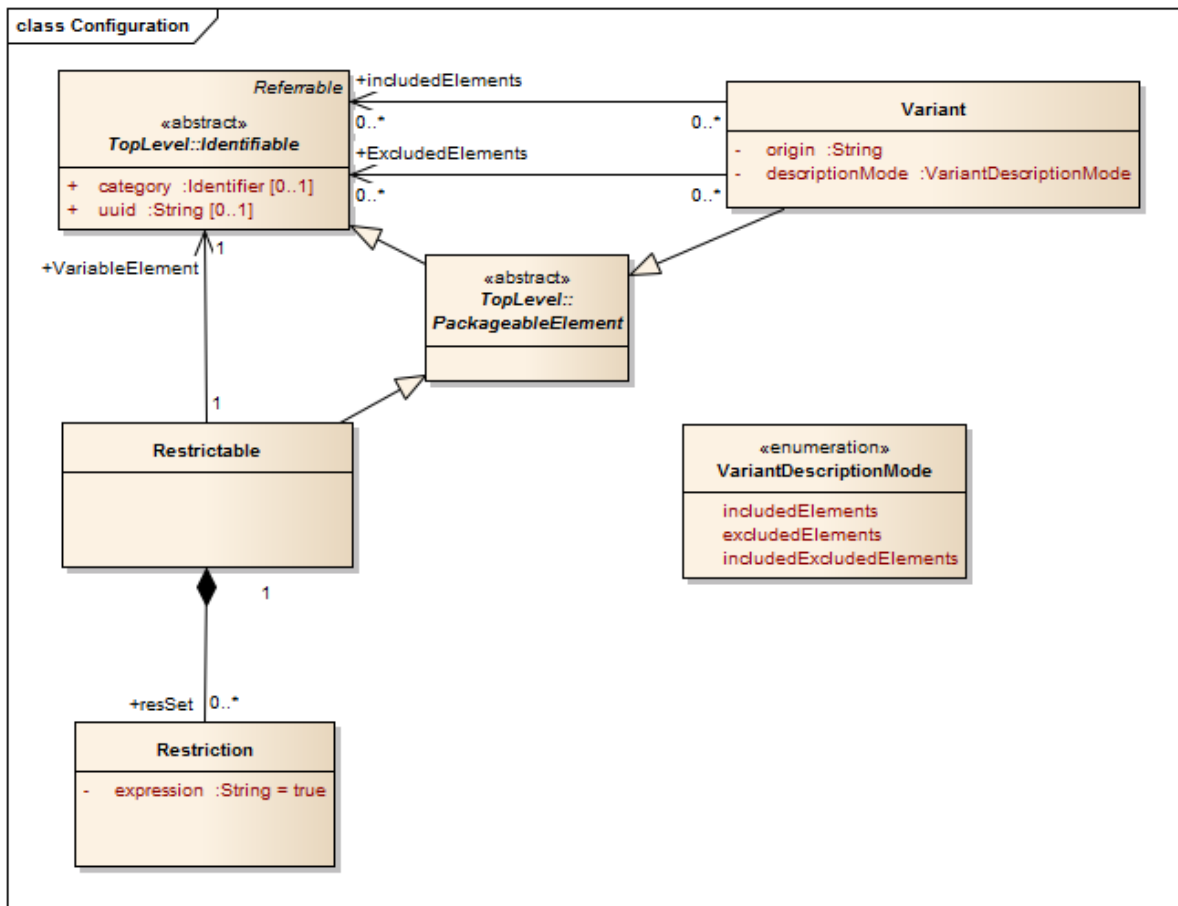 class Configuration
Referrable
«abstract»
TopLevel::Identifiable
+ category :Identifier [0..1]
+ uuid :String [0..1]
+includedElements
0..*
0..*
+ExcludedElements
0..*
0..*
Variant
- origin :String
- descriptionMode :VariantDescriptionMode
+VariableElement
1
1
«abstract»
TopLevel::
PackageableElement
Restrictable
1
+resSet
0..*
Restriction
- expression :String = true
«enumeration»
VariantDescriptionMode
includedElements
excludedElements
includedExcludedElements